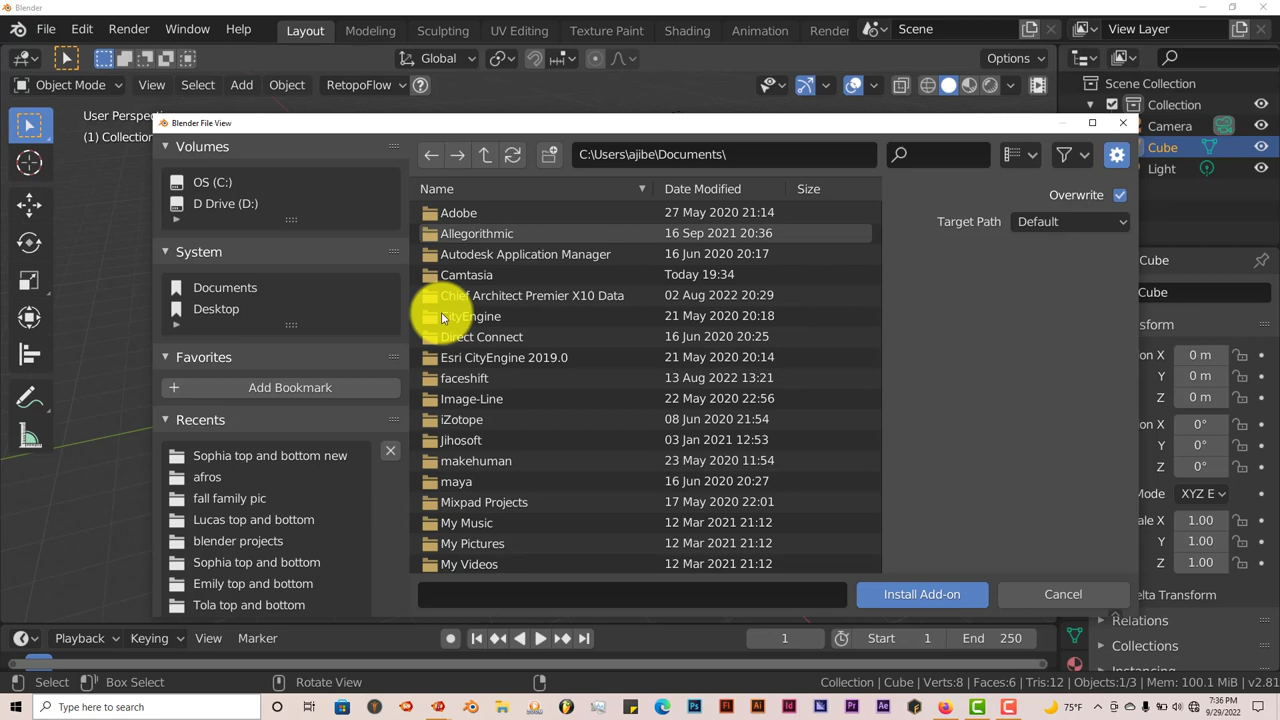 Blender
File Edit Render Window Help Layout Modeling Sculpting UV Editing Texture Paint Shading Animation Scene View Layer
Global Options
Object Mode View Select Add Object RetopoFlow Scene Collection
Collection
Camera
Cube
Light
User Perspective
(1) Collection
Blender File View
Volumes
OS (C:)
D Drive (D:)
System
Documents
Desktop
Favorites
Add Bookmark
Recents
Sophia top and bottom new
afros
fall family pic
Lucas top and bottom
blender projects
Sophia top and bottom
Emily top and bottom
Tola top and bottom
C:\Users\ajibe\Documents\
Name Date Modified Size
Adobe 27 May 2020 21:14
Allegorithmic 16 Sep 2021 20:36
Autodesk Application Manager 16 Jun 2020 20:17
Camtasia Today 19:34
Chief Architect Premier X10 Data 02 Aug 2022 20:29
CityEngine 21 May 2020 20:18
Direct Connect 16 Jun 2020 20:25
Esri CityEngine 2019.0 21 May 2020 20:14
faceshift 13 Aug 2022 13:21
Image-Line 22 May 2020 22:56
iZotope 08 Jun 2020 21:54
Jihosoft 03 Jan 2021 12:53
makehuman 23 May 2020 11:54
maya 16 Jun 2020 20:27
Mixpad Projects 17 May 2020 22:01
My Music 12 Mar 2021 21:12
My Pictures 12 Mar 2021 21:12
My Videos 12 Mar 2021 21:12
Overwrite
Target Path Default
Install Add-on Cancel
Cube
Cube
sform
on X 0 m
Y 0 m
Z 0 m
on X 0°
Y 0°
Z 0°
Mode XYZ E
ale X 1.00
Y 1.00
Z 1.00
Delta Transform
Relations
Collections
Instancing
Playback Keying View Marker 1 Start 1 End 250
Select Box Select Rotate View Collection | Cube | Verts:8 | Faces:6 | Tris:12 | Objects:1/3 | Mem: 100.1 MiB | v2.81
Type here to search 75°F 7:36 PM
9/29/2022